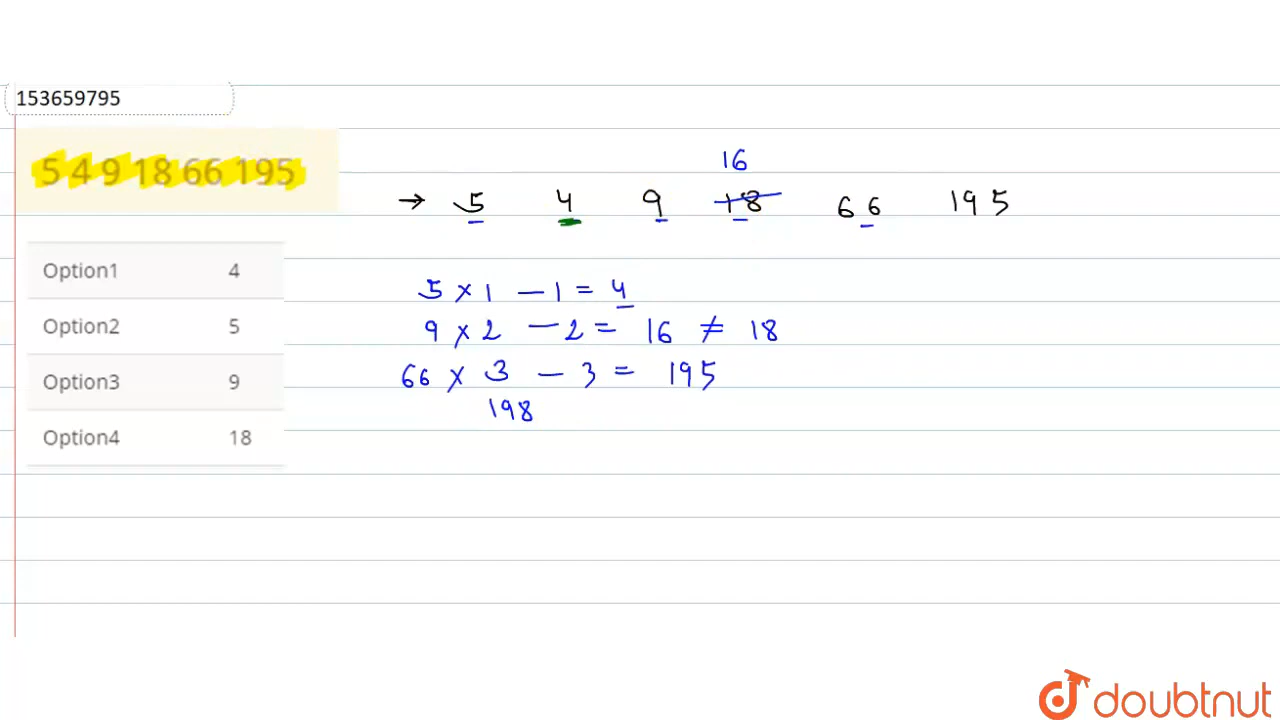 153659795
5 4 9 18 66 195
Option1 4
Option2 5
Option3 9
Option4 18
16
→ 5 4 9 18 66 195
5 × 1 – 1 = 4
9 × 2 – 2 = 16 ≠ 18
66 × 3 – 3 = 195
198
doubtnut